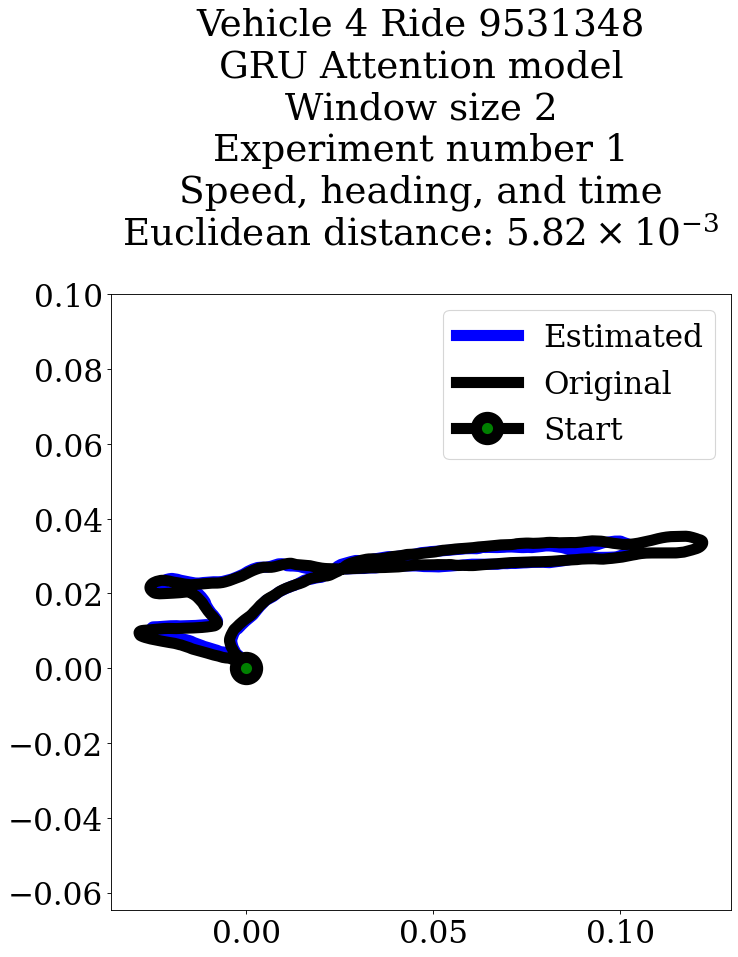 Vehicle 4 Ride 9531348
GRU Attention model
Window size 2
Experiment number 1
Speed, heading, and time
Euclidean distance: 5.82 × 10⁻³
0.10
0.08
0.06
0.04
0.02
0.00
−0.02
−0.04
−0.06
Estimated
Original
Start
0.00 0.05 0.10